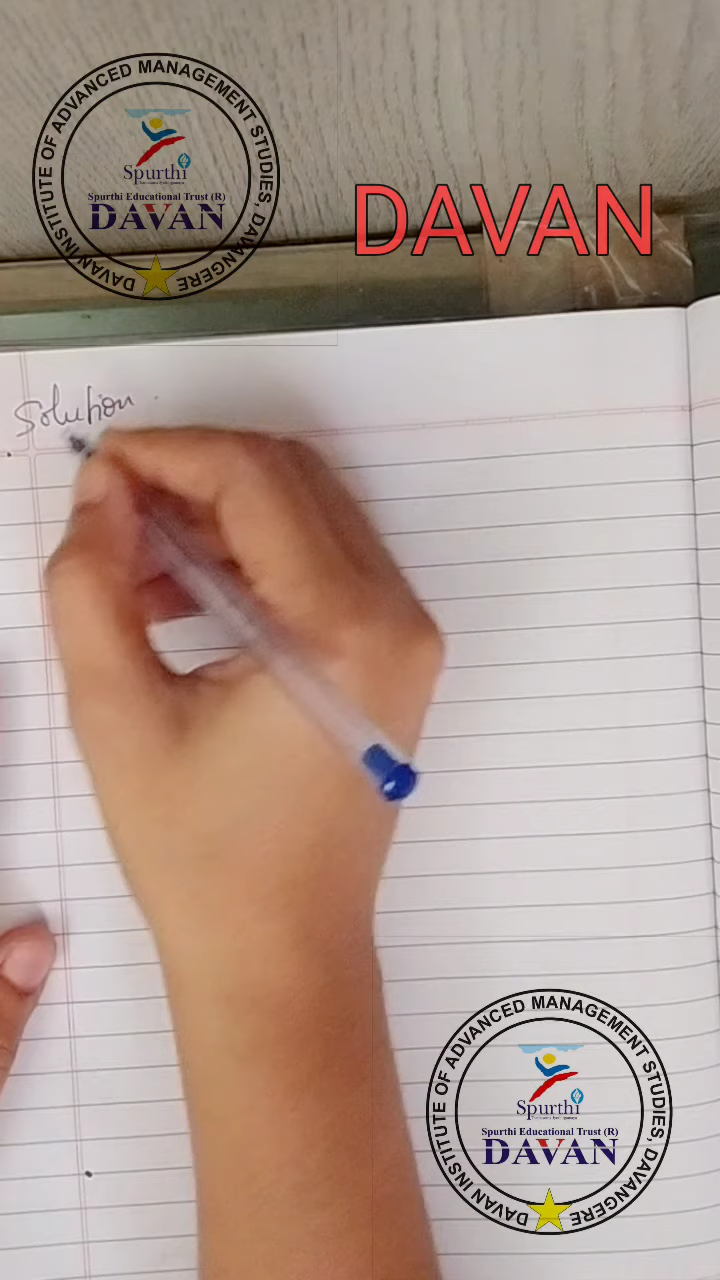 DAVAN INSTITUTE OF ADVANCED MANAGEMENT STUDIES, DAVANGERE
Spurthi
Spurthi Educational Trust (R)
DAVAN
DAVAN
Solution
DAVAN INSTITUTE OF ADVANCED MANAGEMENT STUDIES, DAVANGERE
Spurthi
Spurthi Educational Trust (R)
DAVAN